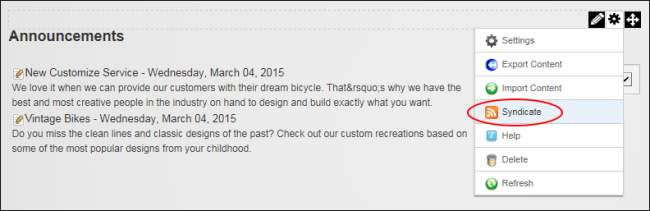 Announcements
New Customize Service - Wednesday, March 04, 2015
We love it when we can provide our customers with their dream bicycle. That&rsquo;s why we have the
best and most creative people in the industry on hand to design and build exactly what you want.
Vintage Bikes - Wednesday, March 04, 2015
Do you miss the clean lines and classic designs of the past? Check out our custom recreations based on
some of the most popular designs from your childhood.
Settings
Export Content
Import Content
Syndicate
Help
Delete
Refresh